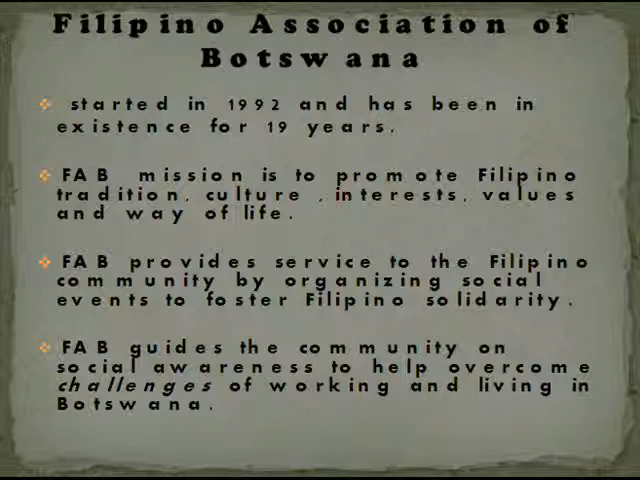 Filipino Association of
Botswana
started in 1992 and has been in
existence for 19 years.
FAB mission is to promote Filipino
tradition, culture , interests, values
and way of life.
FAB provides service to the Filipino
community by organizing social
events to foster Filipino solidarity.
FAB guides the community on
social awareness to help overcome
challenges of working and living in
Botswana.